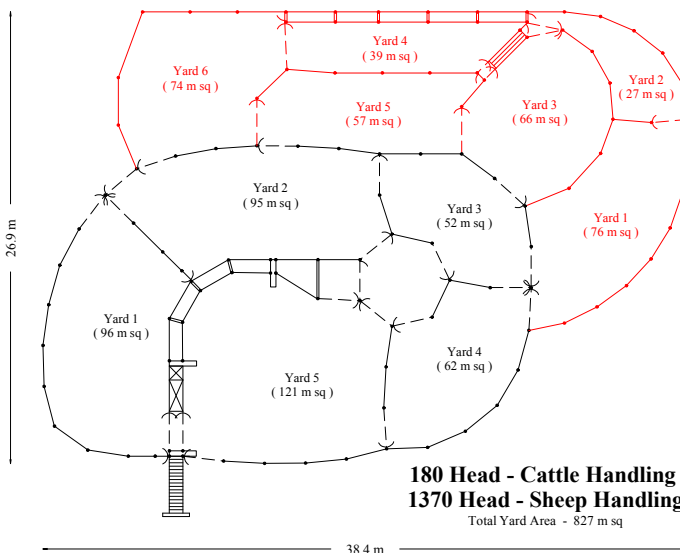 Yard 4
( 39 m sq )
Yard 6
( 74 m sq )
Yard 2
( 27 m sq )
Yard 5
( 57 m sq )
Yard 3
( 66 m sq )
Yard 2
( 95 m sq )
Yard 3
( 52 m sq )
Yard 1
( 76 m sq )
26.9 m
Yard 1
( 96 m sq )
Yard 4
( 62 m sq )
Yard 5
( 121 m sq )
180 Head - Cattle Handling
1370 Head - Sheep Handling
Total Yard Area - 827 m sq
38.4 m